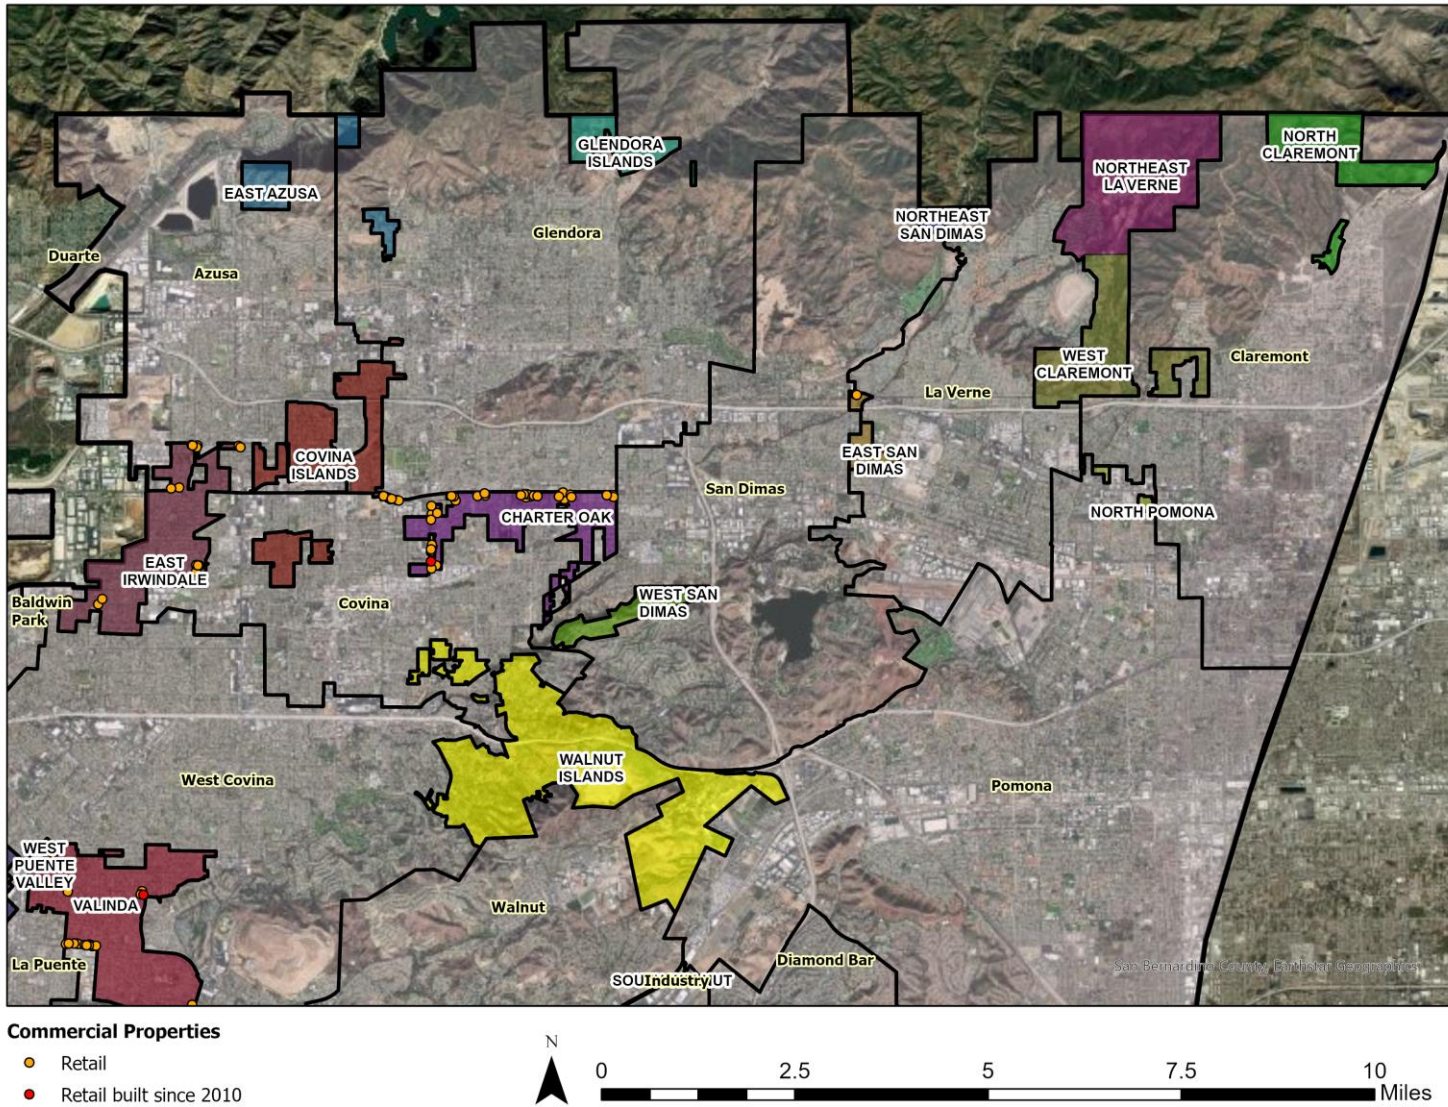 GLENDORA
ISLANDS
NORTH
CLAREMONT
NORTHEAST
LA VERNE
EAST AZUSA
NORTHEAST
SAN DIMAS
Glendora
Duarte
Azusa
WEST
CLAREMONT
Claremont
La Verne
COVINA
ISLANDS
EAST SAN
DIMAS
San Dimas
CHARTER OAK
NORTH POMONA
EAST
IRWINDALE
Baldwin
Park
Covina
WEST SAN
DIMAS
WALNUT
ISLANDS
West Covina
Pomona
WEST
PUENTE
VALLEY
VALINDA
Walnut
La Puente
Diamond Bar
San Bernardino County, Earthstar Geographics
Industry
Commercial Properties
Retail
Retail built since 2010
N
0 2.5 5 7.5 10
Miles